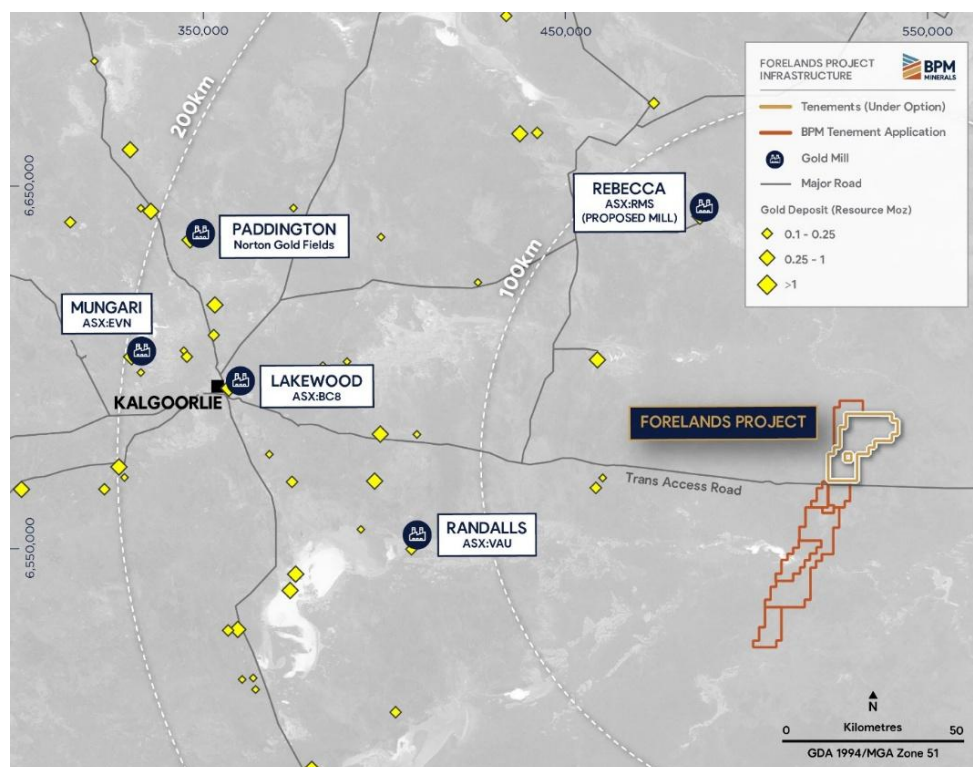 350,000
450,000
550,000
200km
6,650,000
100km
6,550,000
FORELANDS PROJECT
INFRASTRUCTURE
BPM
MINERALS
Tenements (Under Option)
BPM Tenement Application
Gold Mill
Major Road
Gold Deposit (Resource Moz)
0.1 - 0.25
0.25 - 1
>1
REBECCA
ASX:RMS
(PROPOSED MILL)
PADDINGTON
Norton Gold Fields
MUNGARI
ASX:EVN
LAKEWOOD
ASX:BC8
KALGOORLIE
FORELANDS PROJECT
Trans Access Road
RANDALLS
ASX:VAU
N
0 Kilometres 50
GDA 1994/MGA Zone 51